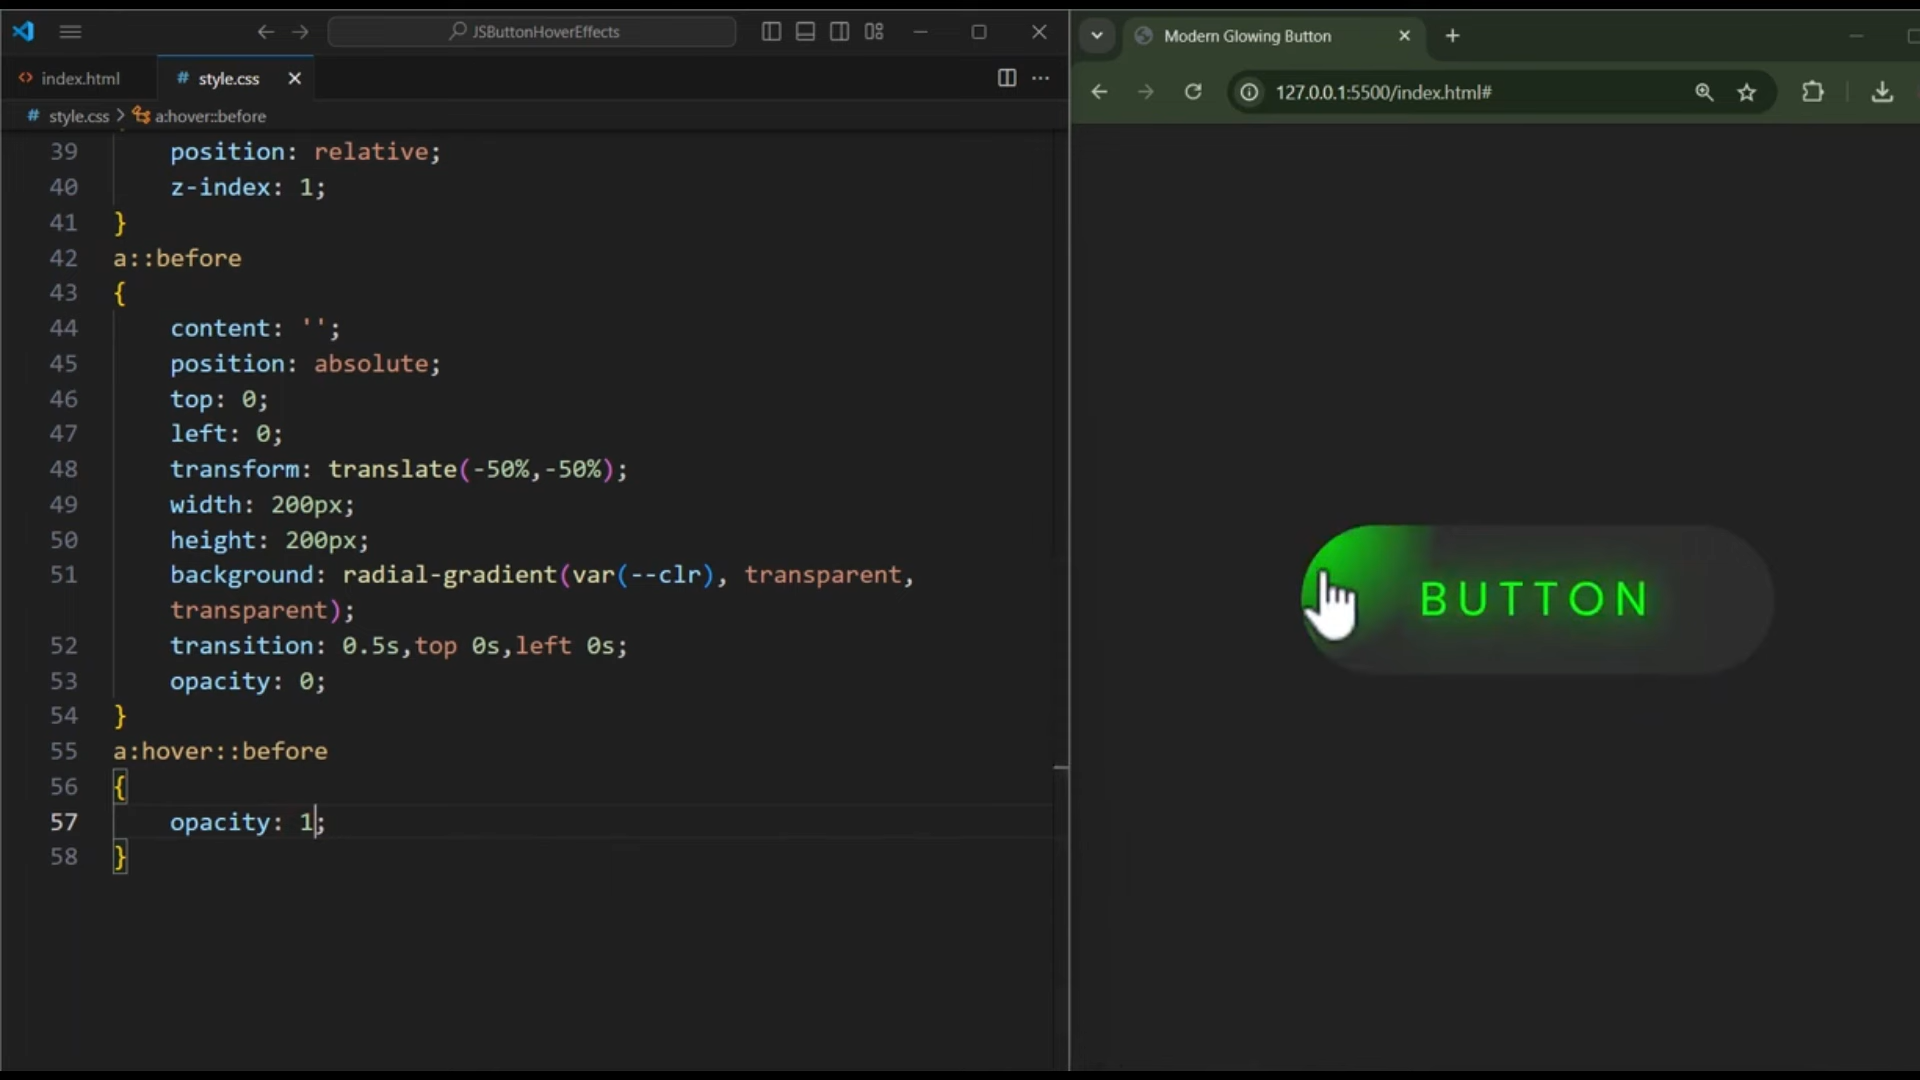 JSButtonHoverEffects
index.html
# style.css
# style.css > a:hover::before
39 position: relative;
40 z-index: 1;
41 }
42 a::before
43 {
44 content: '';
45 position: absolute;
46 top: 0;
47 left: 0;
48 transform: translate(-50%,-50%);
49 width: 200px;
50 height: 200px;
51 background: radial-gradient(var(--clr), transparent,
transparent);
52 transition: 0.5s,top 0s,left 0s;
53 opacity: 0;
54 }
55 a:hover::before
56 {
57 opacity: 1;
58 }
Modern Glowing Button
127.0.0.1:5500/index.html#
BUTTON